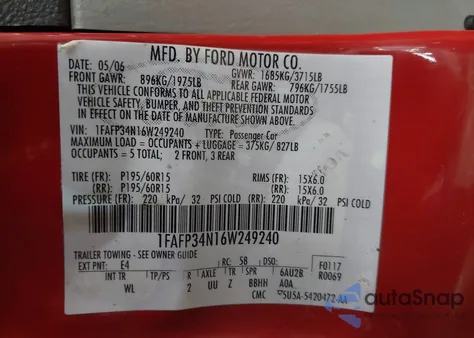 MFD. BY FORD MOTOR CO.
DATE: 05/06 GVWR: 1685KG/3715LB
FRONT GAWR: 896KG/1975LB REAR GAWR: 796KG/1755LB
THIS VEHICLE CONFORMS TO ALL APPLICABLE FEDERAL MOTOR
VEHICLE SAFETY, BUMPER, AND THEFT PREVENTION STANDARDS
IN EFFECT ON THE DATE OF MANUFACTURE SHOWN ABOVE.
VIN: 1FAFP34N16W249240 TYPE: Passenger Car
MAXIMUM LOAD = OCCUPANTS + LUGGAGE = 375KG/827LB
OCCUPANTS = 5 TOTAL; 2 FRONT, 3 REAR
TIRE (FR): P195/60R15 RIMS (FR): 15X6.0
(RR): P195/60R15 (RR): 15X6.0
PRESSURE (FR): 220 kPa/ 32 PSI COLD (RR): 220 kPa/ 32 PSI COLD
1FAFP34N16W249240
TRAILER TOWING - SEE OWNER GUIDE
EXT PNT: E4 RC: 58 DSO: F0117
INT TR TP/PS R AXLE TR SPR 6AU2B R0069
WL 2 UU Z BBHH A0A
CMC 5U5A-5420472-AA
autoSnap